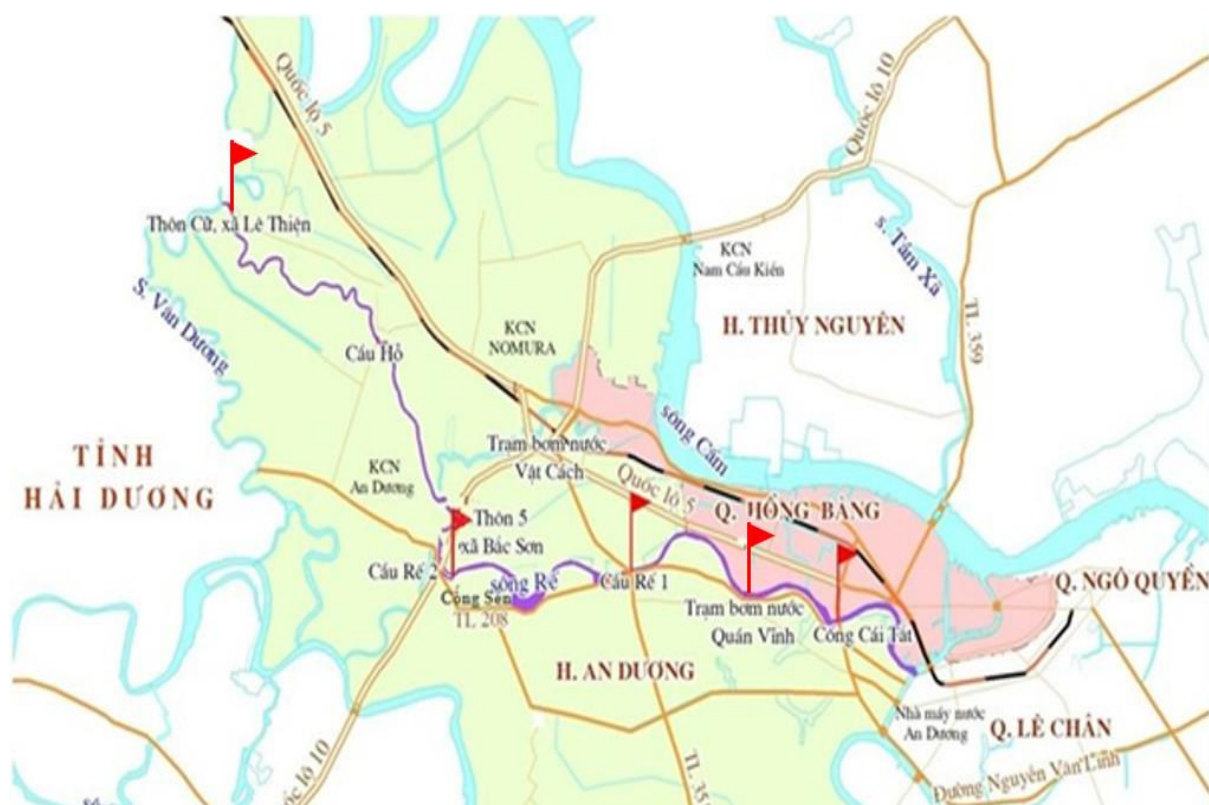 Quốc lộ 5
Quốc lộ 10
Thôn Cữ, xã Lê Thiện
KCN
Nam Cầu Kiền
s. Tám Xã
S. Văn Dương
H. THỦY NGUYÊN
TL 359
Cầu Hỗ
KCN
NOMURA
sông Cấm
TỈNH
HẢI DƯƠNG
Trạm bơm nước
Vật Cách
KCN
An Dương
Quốc lộ 5
Q. HỒNG BÀNG
Thôn 5
xã Bắc Sơn
Cầu Rế 2
sông Rế
Cầu Rế 1
Q. NGÔ QUYỀN
Cống Sến
TL 208
Trạm bơm nước
Quán Vĩnh
Cống Cái Tắt
H. AN DƯƠNG
Nhà máy nước
An Dương
Q. LÊ CHÂN
Đường Nguyễn Văn Linh
Quốc lộ 10